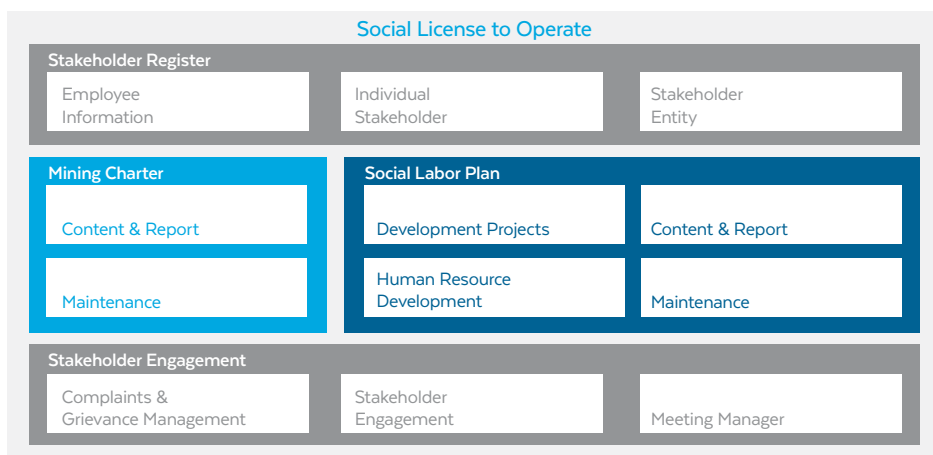 Social License to Operate
Stakeholder Register
Employee
Information
Individual
Stakeholder
Stakeholder
Entity
Mining Charter
Content & Report
Maintenance
Social Labor Plan
Development Projects
Content & Report
Human Resource
Development
Maintenance
Stakeholder Engagement
Complaints &
Grievance Management
Stakeholder
Engagement
Meeting Manager